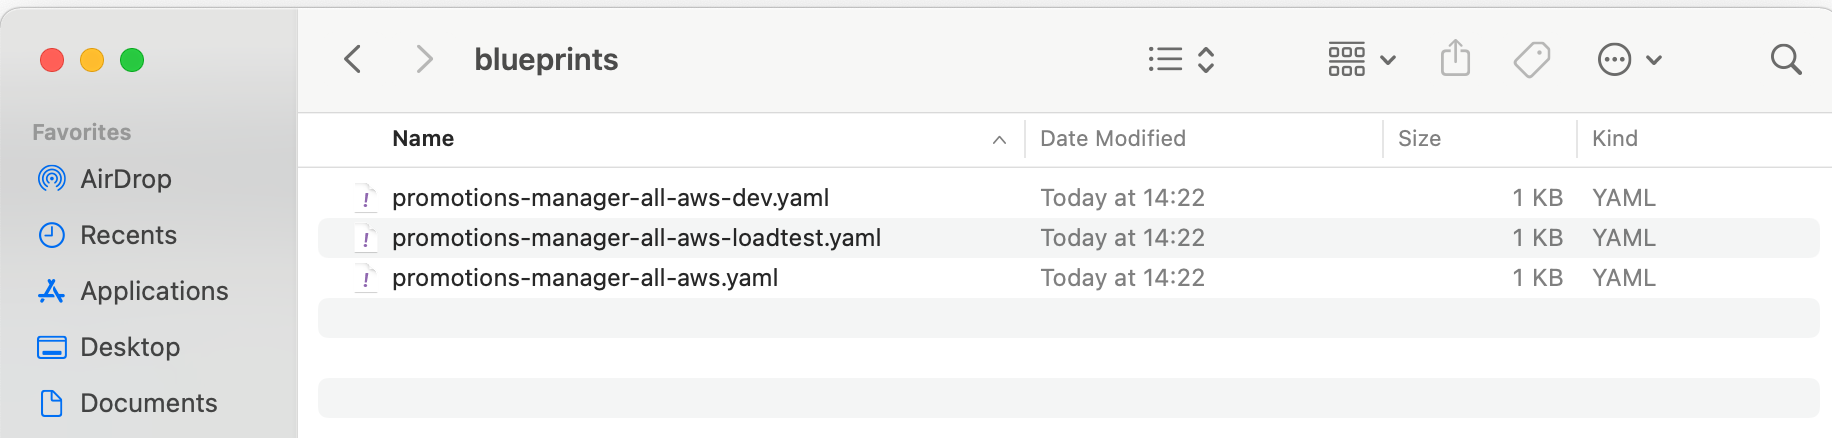 blueprints
Favorites
AirDrop
Recents
Applications
Desktop
Documents
Name Date Modified Size Kind
promotions-manager-all-aws-dev.yaml Today at 14:22 1 KB YAML
promotions-manager-all-aws-loadtest.yaml Today at 14:22 1 KB YAML
promotions-manager-all-aws.yaml Today at 14:22 1 KB YAML